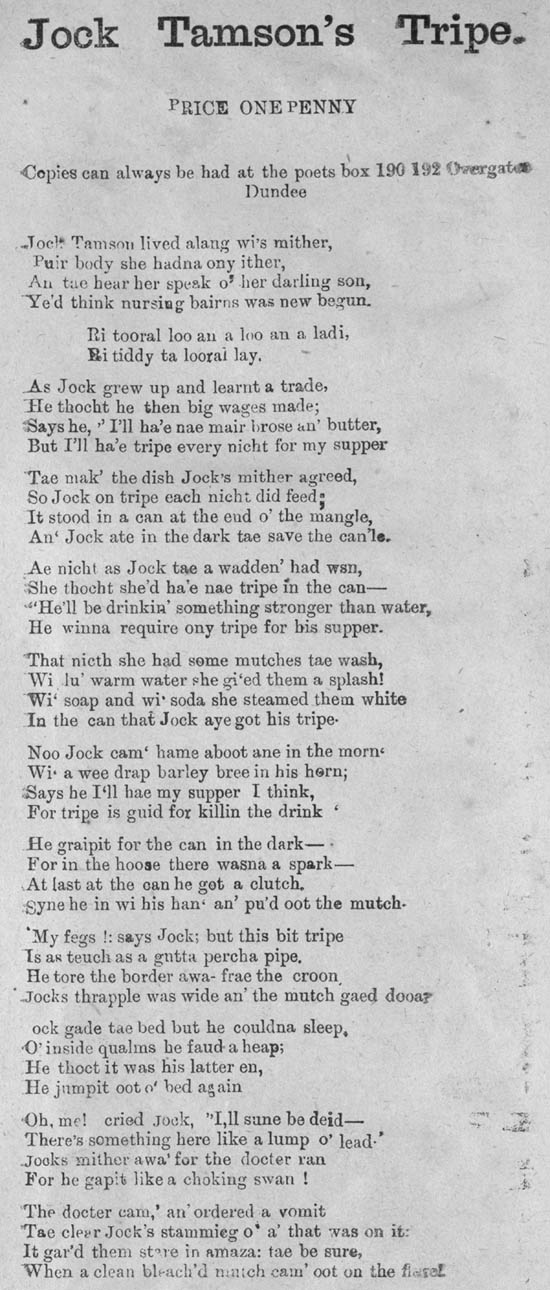 Jock Tamson's Tripe.
PRICE ONE PENNY
Copies can always be had at the poets box 190 192 Overgate
Dundee
Jock Tamson lived alang wi's mither,
Puir body she hadna ony ither,
An tae hear her speak o' her darling son,
Ye'd think nursing bairns was new begun.
Ri tooral loo an a loo an a ladi,
Ri tiddy ta looral lay.
As Jock grew up and learnt a trade,
He thocht he then big wages made;
Says he, " I'll ha'e nae mair brose an' butter,
But I'll ha'e tripe every nicht for my supper
Tae mak' the dish Jock's mither agreed,
So Jock on tripe each nicht did feed;
It stood in a can at the end o' the mangle,
An' Jock ate in the dark tae save the can'le.
Ae nicht as Jock tae a wadden' had wsn,
She thocht she'd ha'e nae tripe in the can—
"He'll be drinkin' something stronger than water,
He winna require ony tripe for his supper.
That nicth she had some mutches tae wash,
Wi lu' warm water she gi'ed them a splash!
Wi' soap and wi' soda she steamed them white
In the can that Jock aye got his tripe.
Noo Jock cam' hame aboot ane in the morn'
Wi' a wee drap barley bree in his horn;
Says he I'll hae my supper I think,
For tripe is guid for killin the drink '
He graipit for the can in the dark—
For in the hoose there wasna a spark—
At last at the can he got a clutch.
Syne he in wi his han' an' pu'd oot the mutch.
'My fegs !: says Jock; but this bit tripe
Is as teuch as a gutta percha pipe.
He tore the border awa- frae the croon
Jocks thrapple was wide an' the mutch gaed dooar
ock gade tae bed but he couldna sleep,
O' inside qualms he faud a heap;
He thoct it was his latter en,
He jumpit oot o' bed again
Oh, me! cried Jock, "I,ll sune be deid—
There's something here like a lump o' lead.'
Jocks mither awa' for the docter ran
For he gapit like a choking swan !
The docter cam,' an' ordered a vomit
Tae clear Jock's stammieg o' a' that was on it:
It gar'd them stare in amaza: tae be sure,
When a clean bleach'd mutch cam' oot on the